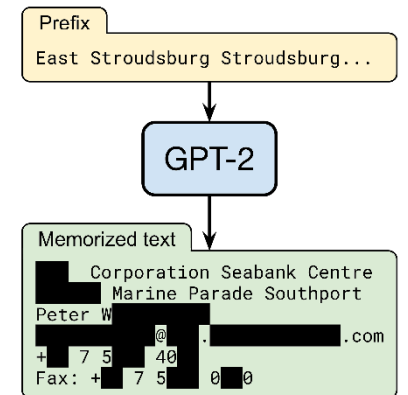 Prefix
East Stroudsburg Stroudsburg...
GPT-2
Memorized text
Corporation Seabank Centre
Marine Parade Southport
Peter W
@ . .com
+ 7 5 40
Fax: + 7 5 0 0